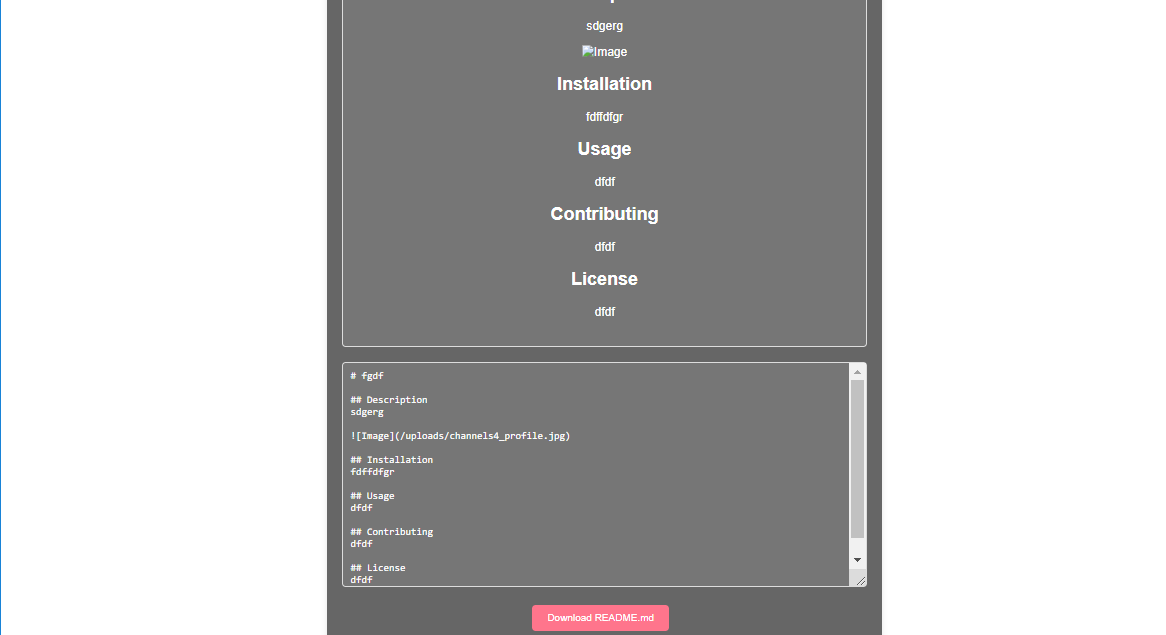 sdgerg
Image
Installation
fdffdfgr
Usage
dfdf
Contributing
dfdf
License
dfdf
# fgdf
## Description
sdgerg
![Image](/uploads/channels4_profile.jpg)
## Installation
fdffdfgr
## Usage
dfdf
## Contributing
dfdf
## License
dfdf
Download README.md